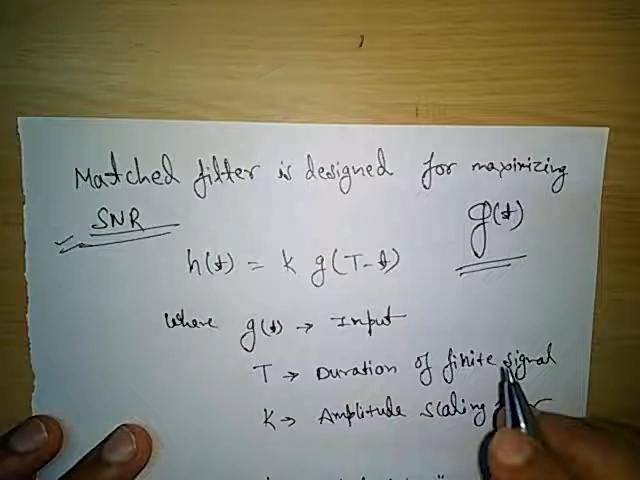 Matched filter is designed for maximizing
SNR
g(t)
h(t) = k g(T-t)
Where g(t) → Input
T → Duration of finite signal
K → Amplitude scaling